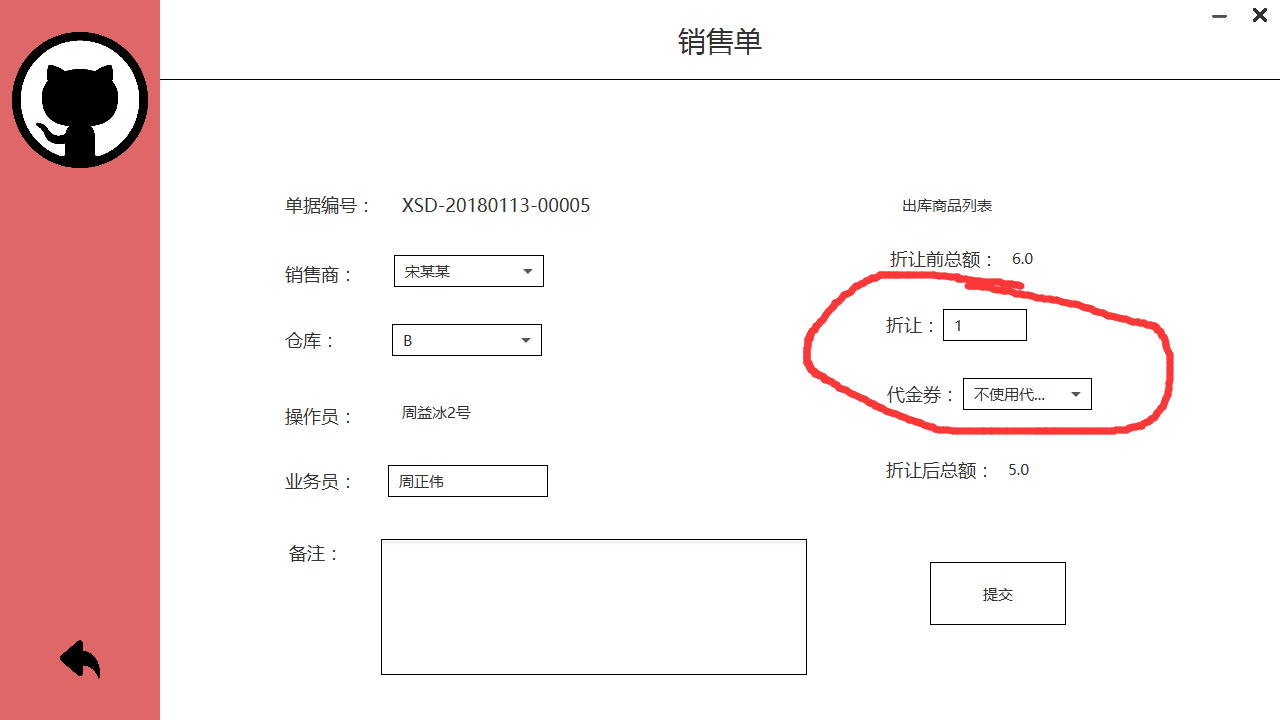 销售单
单据编号： XSD-20180113-00005
出库商品列表
折让前总额： 6.0
销售商： 宋某某
折让： 1
仓库： B
代金券： 不使用代...
操作员： 周益冰2号
折让后总额： 5.0
业务员： 周正伟
备注：
提交